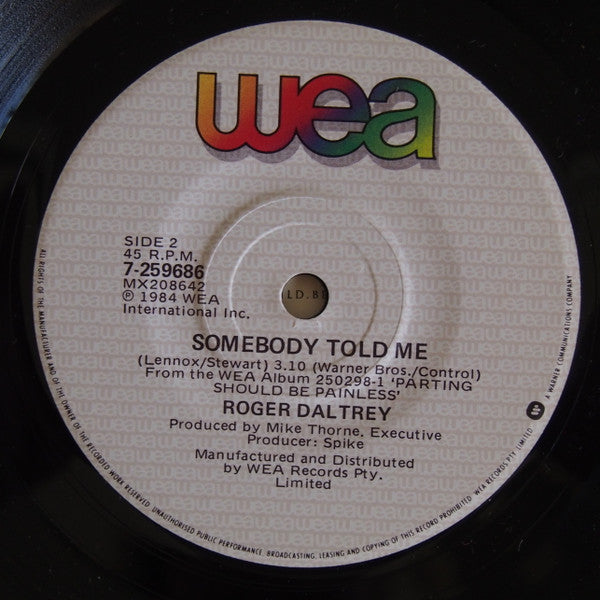 wea
SIDE 2
45 R.P.M.
7-259686
MX208642
℗ 1984 WEA
International Inc.
LD.BE
SOMEBODY TOLD ME
(Lennox/Stewart) 3.10 (Warner Bros./Control)
From the WEA Album 250298-1 'PARTING
SHOULD BE PAINLESS'
ROGER DALTREY
Produced by Mike Thorne, Executive
Producer: Spike
Manufactured and Distributed
by WEA Records Pty.
Limited
ALL RIGHTS OF THE MANUFACTURER AND OF THE OWNER OF THE RECORDED WORK RESERVED. UNAUTHORISED PUBLIC PERFORMANCE, BROADCASTING, LEASING AND COPYING OF THIS RECORD PROHIBITED. WEA RECORDS PTY. LIMITED. A WARNER COMMUNICATIONS COMPANY